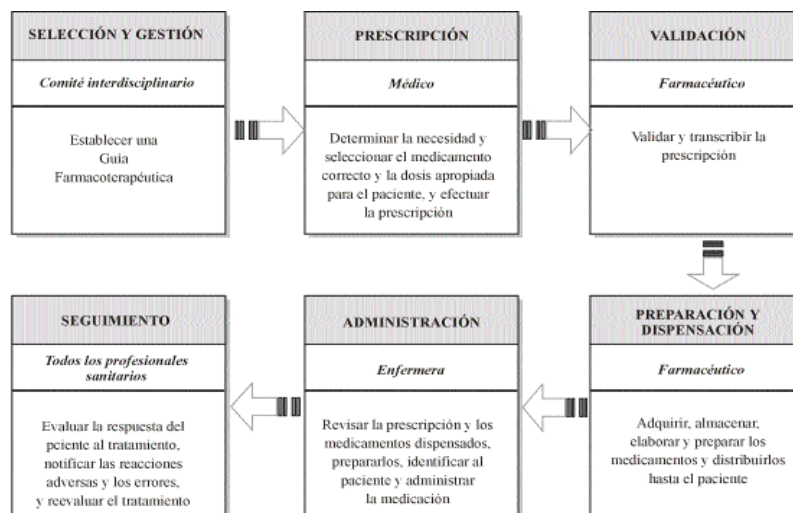 SELECCIÓN Y GESTIÓN
Comité interdisciplinario
Establecer una
Guía
Farmacoterapéutica
PRESCRIPCIÓN
Médico
Determinar la necesidad y
seleccionar el medicamento
correcto y la dosis apropiada
para el paciente, y efectuar
la prescripción
VALIDACIÓN
Farmacéutico
Validar y transcribir la
prescripción
PREPARACIÓN Y
DISPENSACIÓN
Farmacéutico
Adquirir, almacenar,
elaborar y preparar los
medicamentos y distribuirlos
hasta el paciente
ADMINISTRACIÓN
Enfermera
Revisar la prescripción y los
medicamentos dispensados,
prepararlos, identificar al
paciente y administrar
la medicación
SEGUIMIENTO
Todos los profesionales
sanitarios
Evaluar la respuesta del
pciente al tratamiento,
notificar las reacciones
adversas y los errores,
y reevaluar el tratamiento